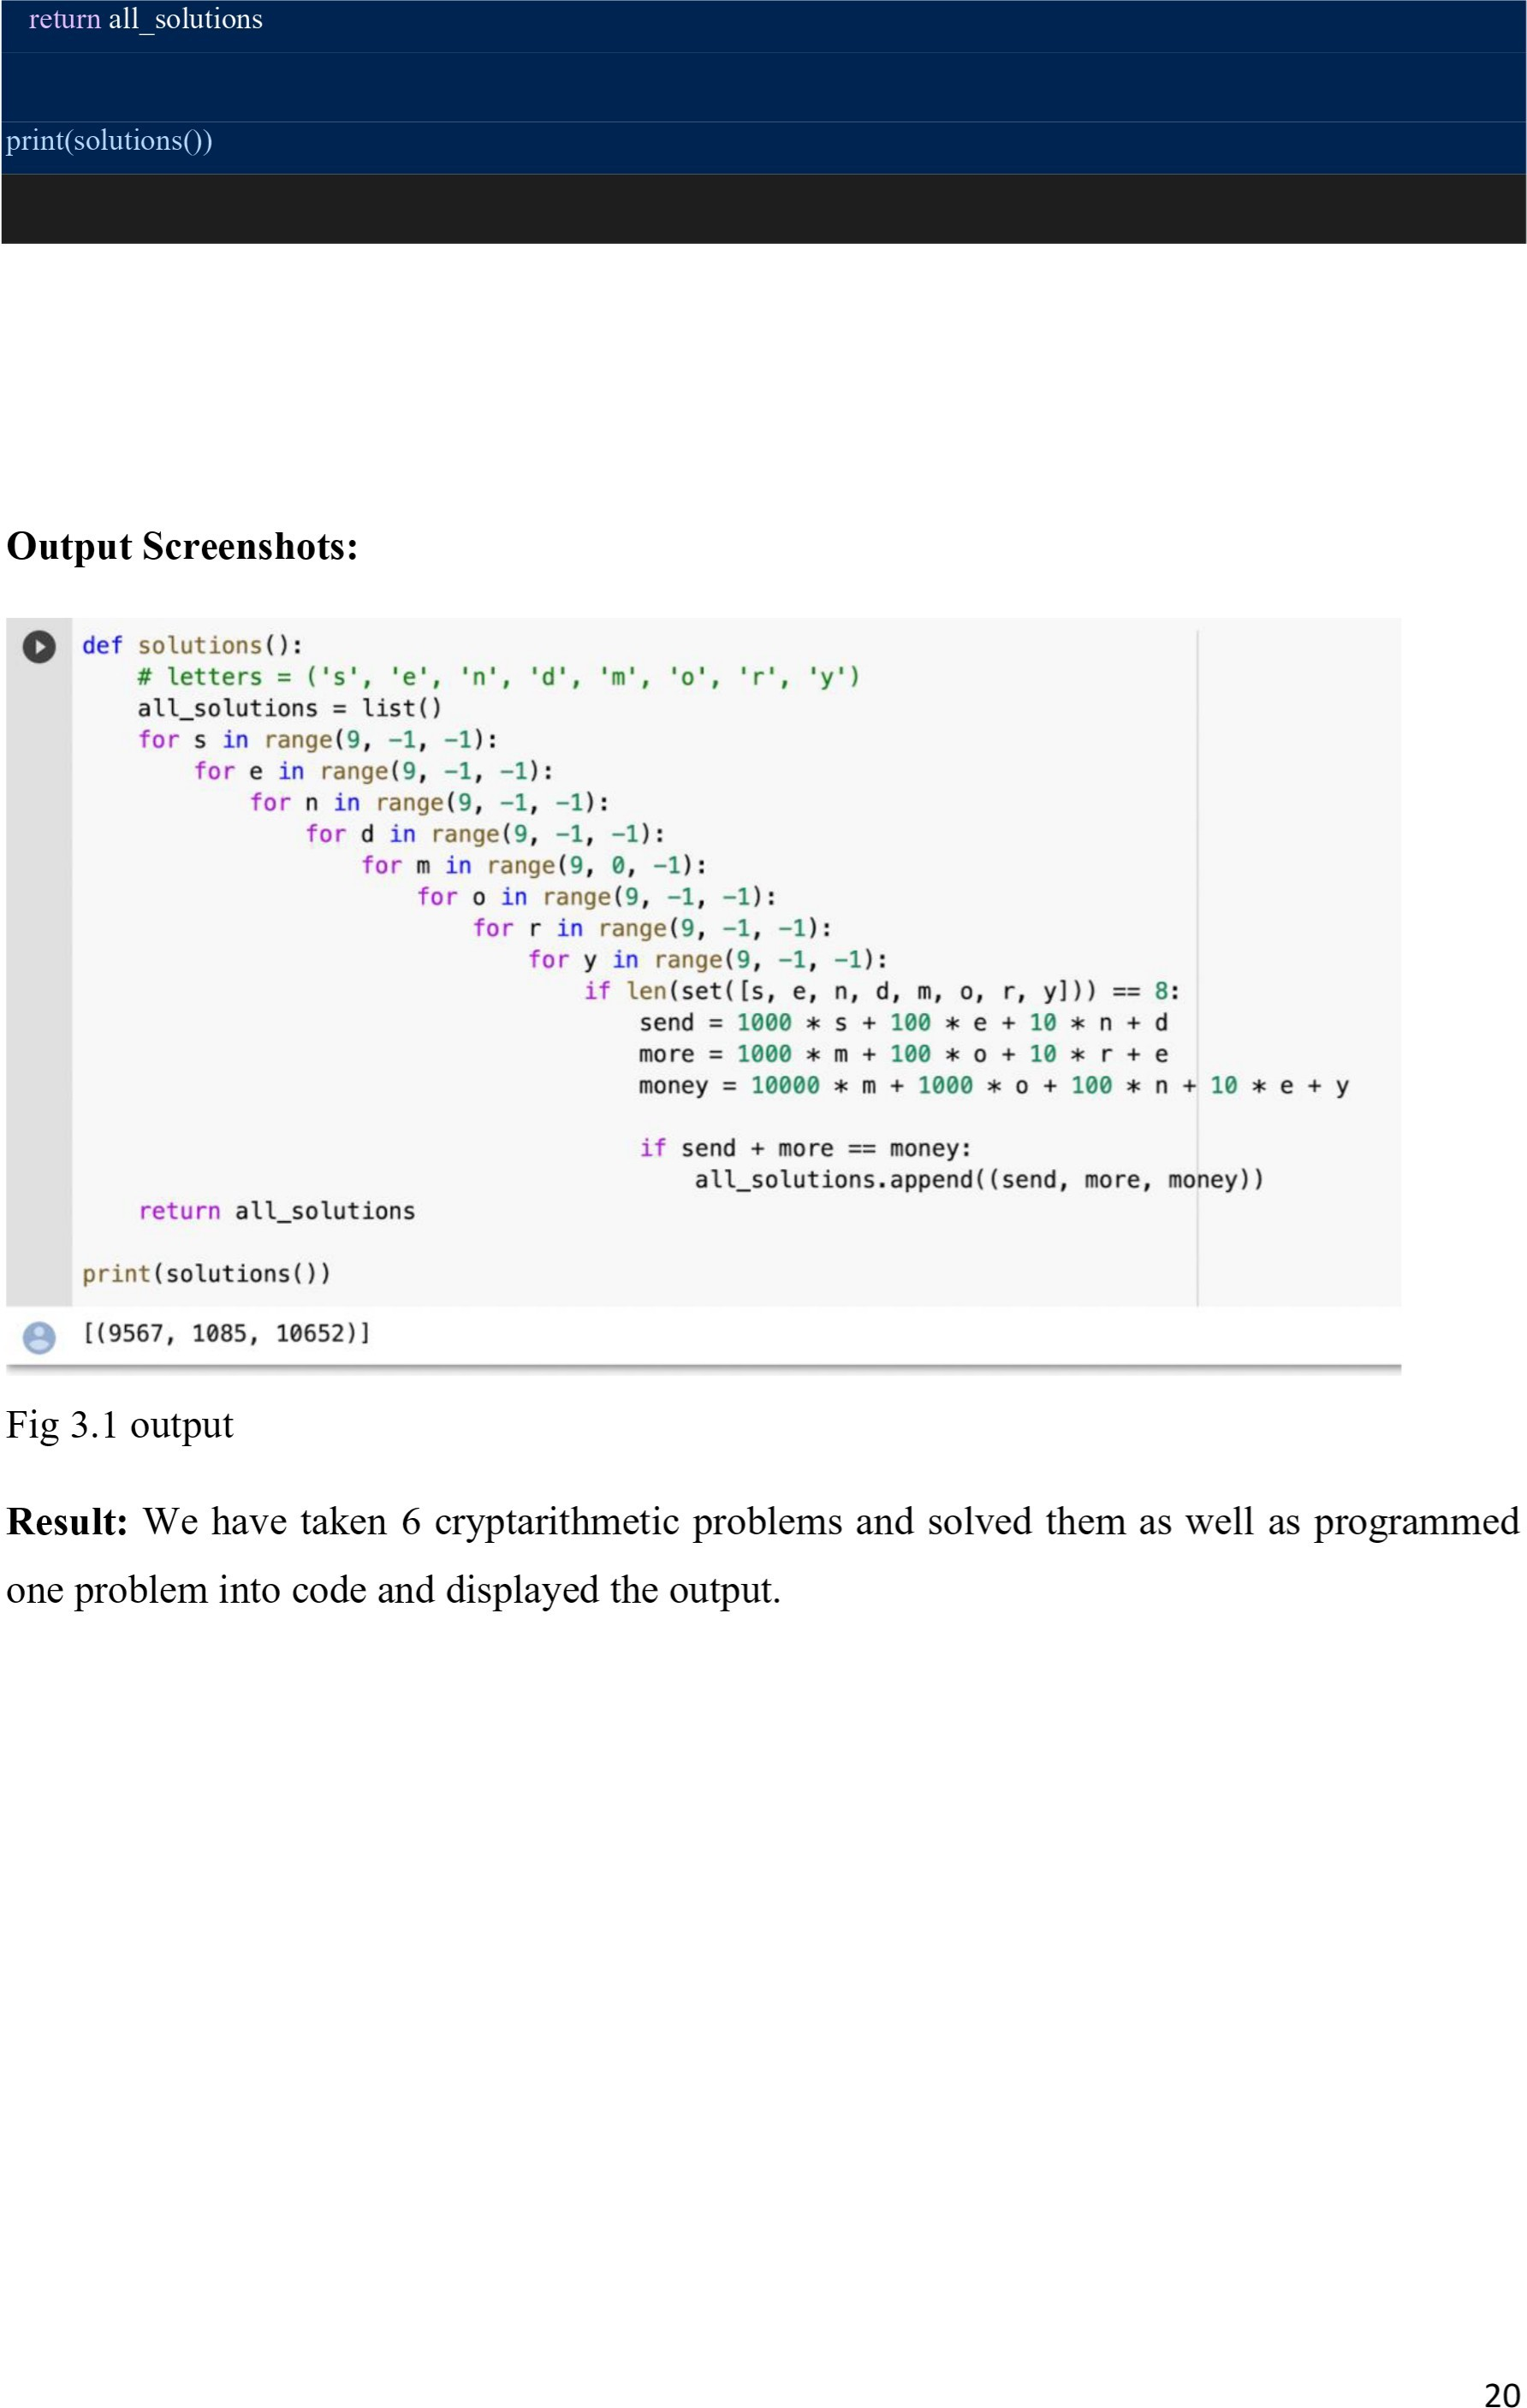 return all_solutions
print(solutions())
Output Screenshots:
def solutions():
    # letters = ('s', 'e', 'n', 'd', 'm', 'o', 'r', 'y')
    all_solutions = list()
    for s in range(9, -1, -1):
        for e in range(9, -1, -1):
            for n in range(9, -1, -1):
                for d in range(9, -1, -1):
                    for m in range(9, 0, -1):
                        for o in range(9, -1, -1):
                            for r in range(9, -1, -1):
                                for y in range(9, -1, -1):
                                    if len(set([s, e, n, d, m, o, r, y])) == 8:
                                        send = 1000 * s + 100 * e + 10 * n + d
                                        more = 1000 * m + 100 * o + 10 * r + e
                                        money = 10000 * m + 1000 * o + 100 * n + 10 * e + y
                                        if send + more == money:
                                            all_solutions.append((send, more, money))
    return all_solutions
print(solutions())
[(9567, 1085, 10652)]
Fig 3.1 output
Result: We have taken 6 cryptarithmetic problems and solved them as well as programmed
one problem into code and displayed the output.
20